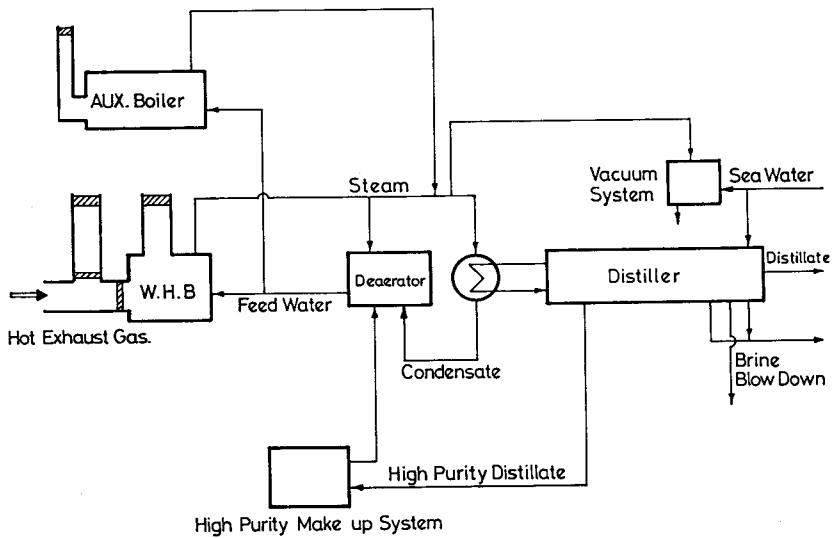 AUX. Boiler
Steam
Vacuum
System
Sea Water
W.H.B
Deaerator
Distiller
Distillate
Hot Exhaust Gas.
Feed Water
Condensate
Brine
Blow Down
High Purity Distillate
High Purity Make up System